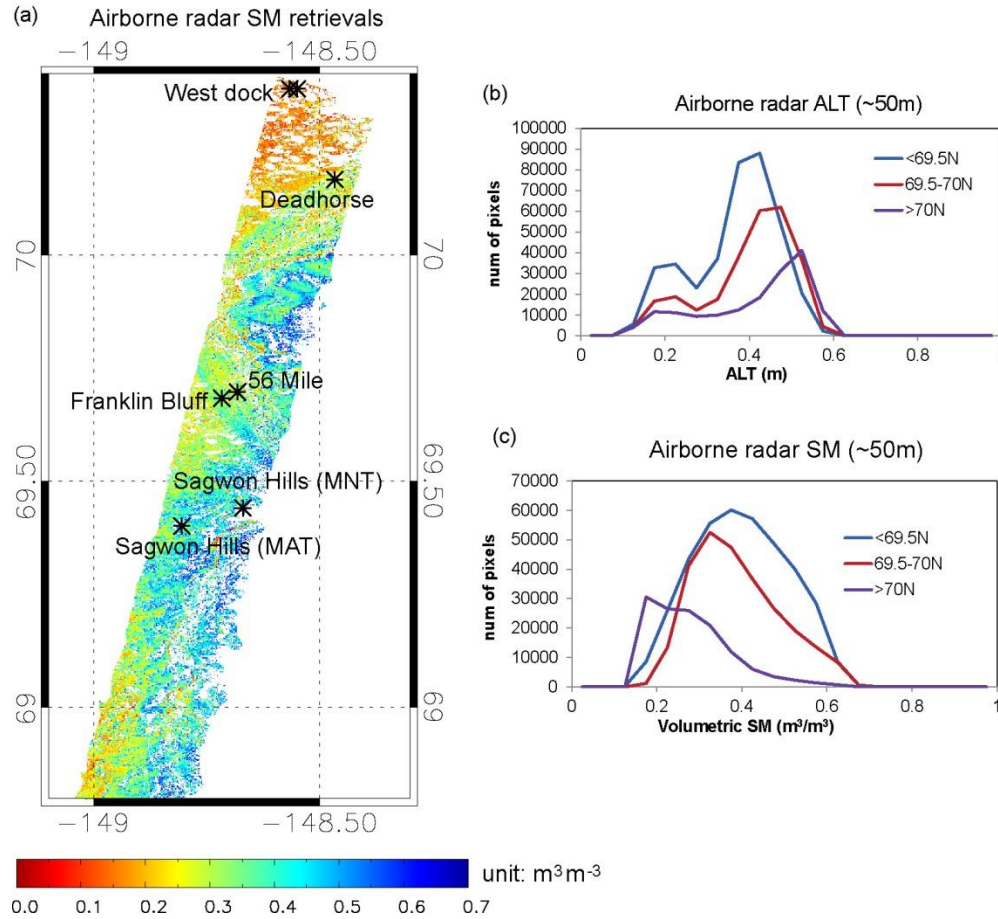 (a)
Airborne radar SM retrievals
−149 −148.50
West dock
Deadhorse
70 70
56 Mile
Franklin Bluff
69.50 69.50
Sagwon Hills (MNT)
Sagwon Hills (MAT)
69 69
−149 −148.50
unit: m³m⁻³
0.0 0.1 0.2 0.3 0.4 0.5 0.6 0.7
(b)
Airborne radar ALT (~50m)
100000
90000
80000
70000
60000
50000
40000
30000
20000
10000
0
num of pixels
<69.5N
69.5-70N
>70N
0 0.2 0.4 0.6 0.8
ALT (m)
(c)
Airborne radar SM (~50m)
70000
60000
50000
40000
30000
20000
10000
0
num of pixels
<69.5N
69.5-70N
>70N
0 0.2 0.4 0.6 0.8 1
Volumetric SM (m³/m³)